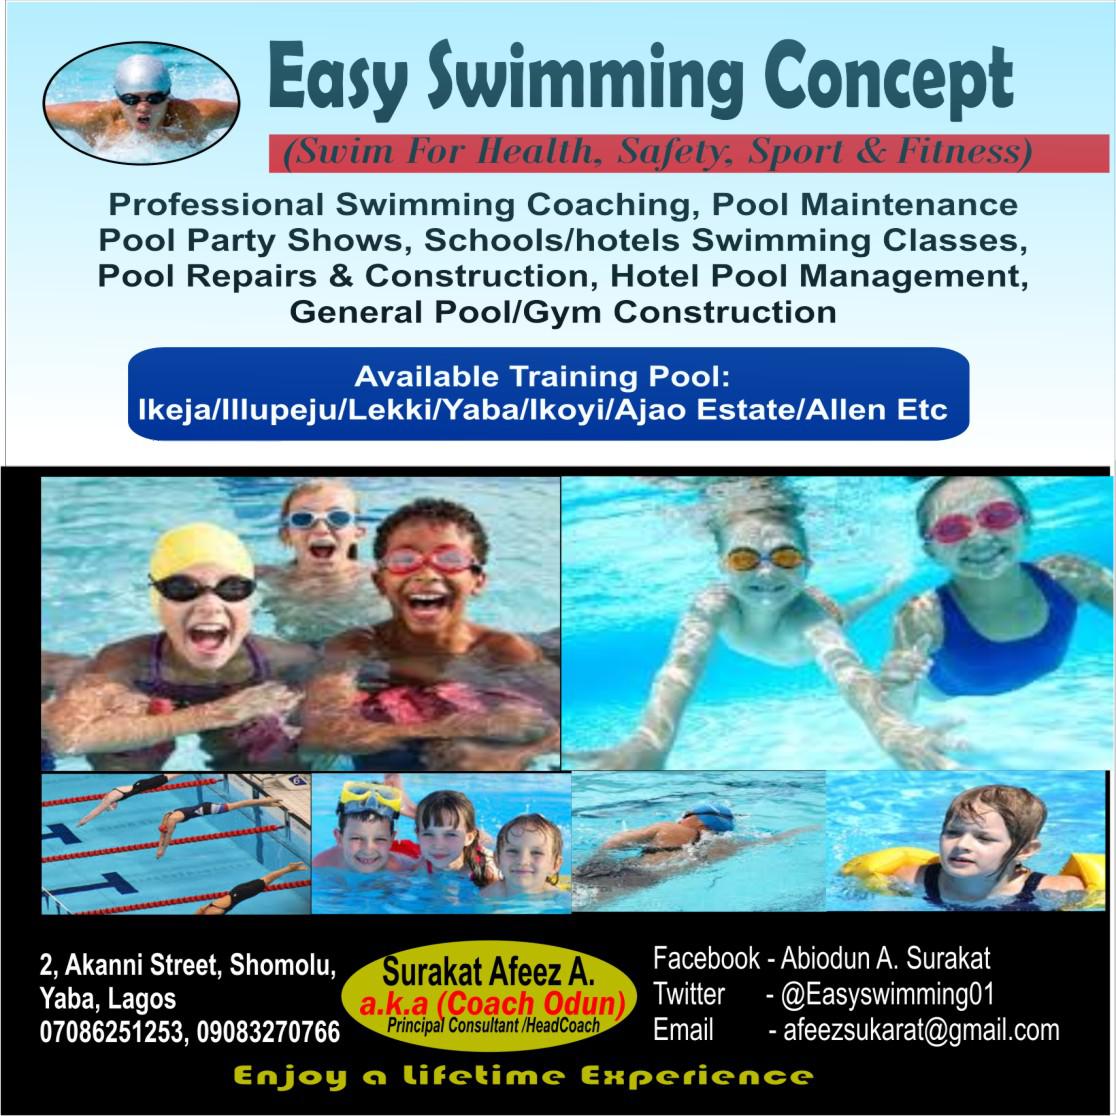 Easy Swimming Concept
(Swim For Health, Safety, Sport & Fitness)
Professional Swimming Coaching, Pool Maintenance
Pool Party Shows, Schools/hotels Swimming Classes,
Pool Repairs & Construction, Hotel Pool Management,
General Pool/Gym Construction
Available Training Pool:
Ikeja/Illupeju/Lekki/Yaba/Ikoyi/Ajao Estate/Allen Etc
2, Akanni Street, Shomolu,
Yaba, Lagos
07086251253, 09083270766
Surakat Afeez A.
a.k.a (Coach Odun)
Principal Consultant /HeadCoach
Facebook - Abiodun A. Surakat
Twitter - @Easyswimming01
Email - afeezsukarat@gmail.com
Enjoy a Lifetime Experience